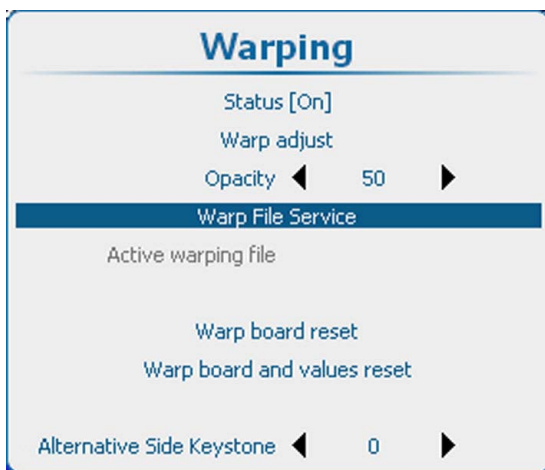 Warping
Status [On]
Warp adjust
Opacity 50
Warp File Service
Active warping file
Warp board reset
Warp board and values reset
Alternative Side Keystone 0